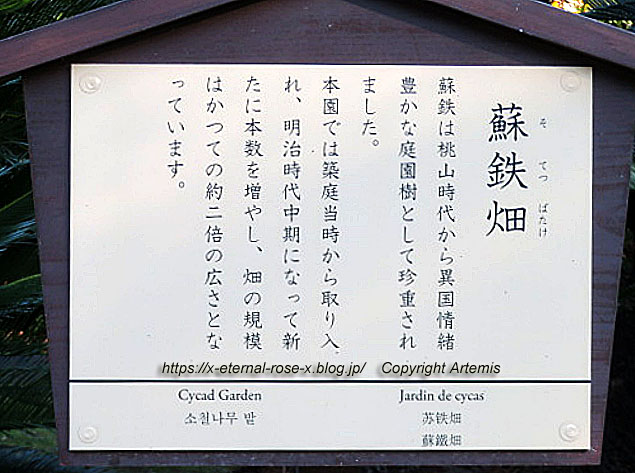 蘇鉄畑
そ てつ ばたけ
蘇鉄は桃山時代から異国情緒
豊かな庭園樹として珍重され
ました。
本園では築庭当時から取り入
れ、明治時代中期になって新
たに本数を増やし、畑の規模
はかつての約二倍の広さとな
っています。
https://x-eternal-rose-x.blog.jp/ Copyright Artemis
Cycad Garden
소철나무 밭
Jardin de cycas
苏铁畑
蘇鐵畑